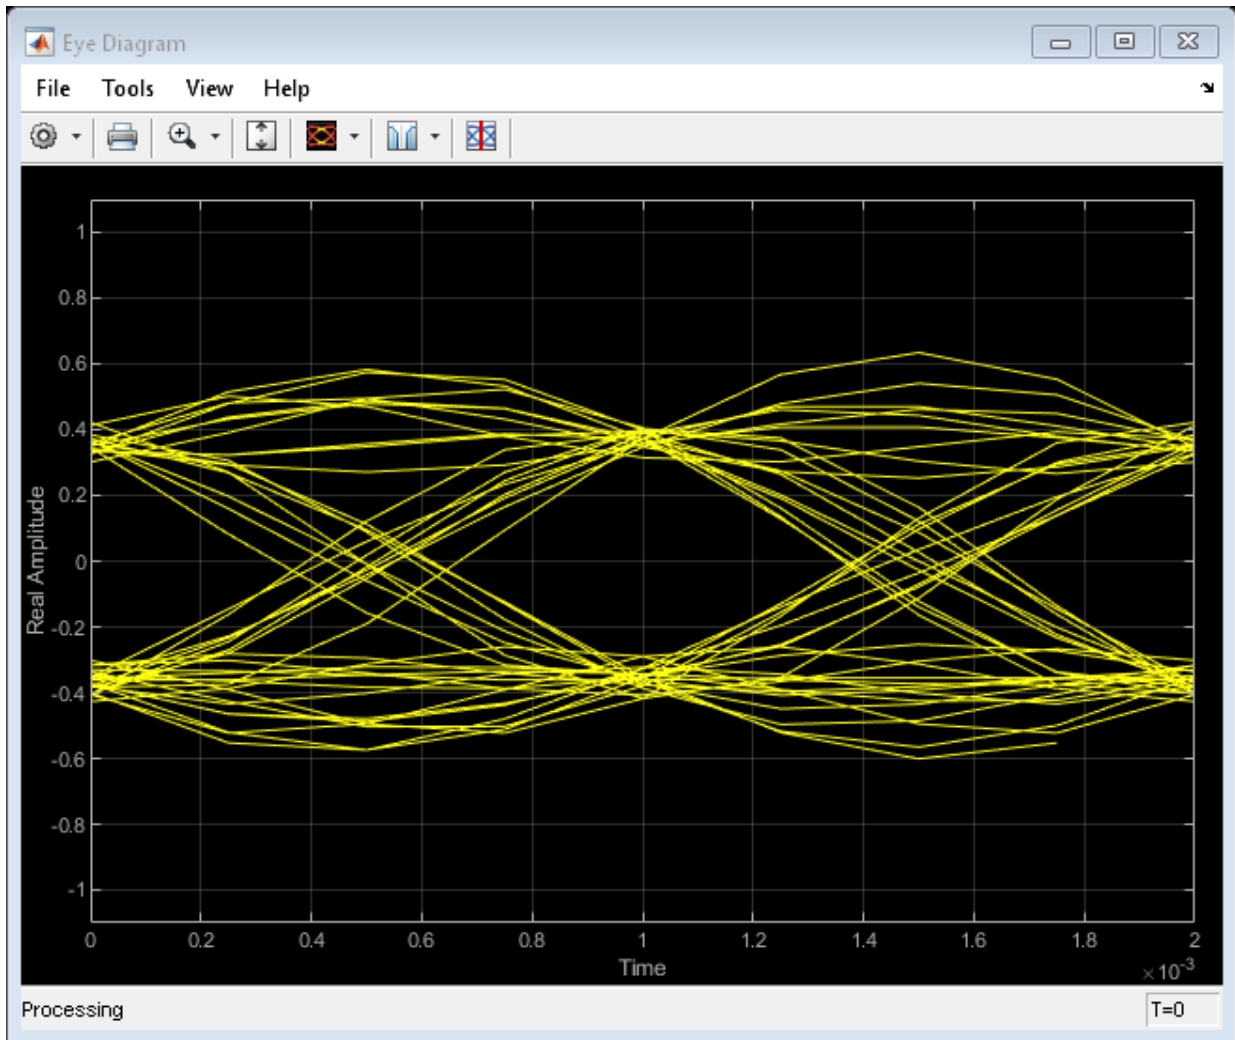 Eye Diagram
File Tools View Help
1
0.8
0.6
0.4
0.2
0
-0.2
-0.4
-0.6
-0.8
-1
Real Amplitude
0 0.2 0.4 0.6 0.8 1 1.2 1.4 1.6 1.8 2
Time
×10-3
Processing T=0